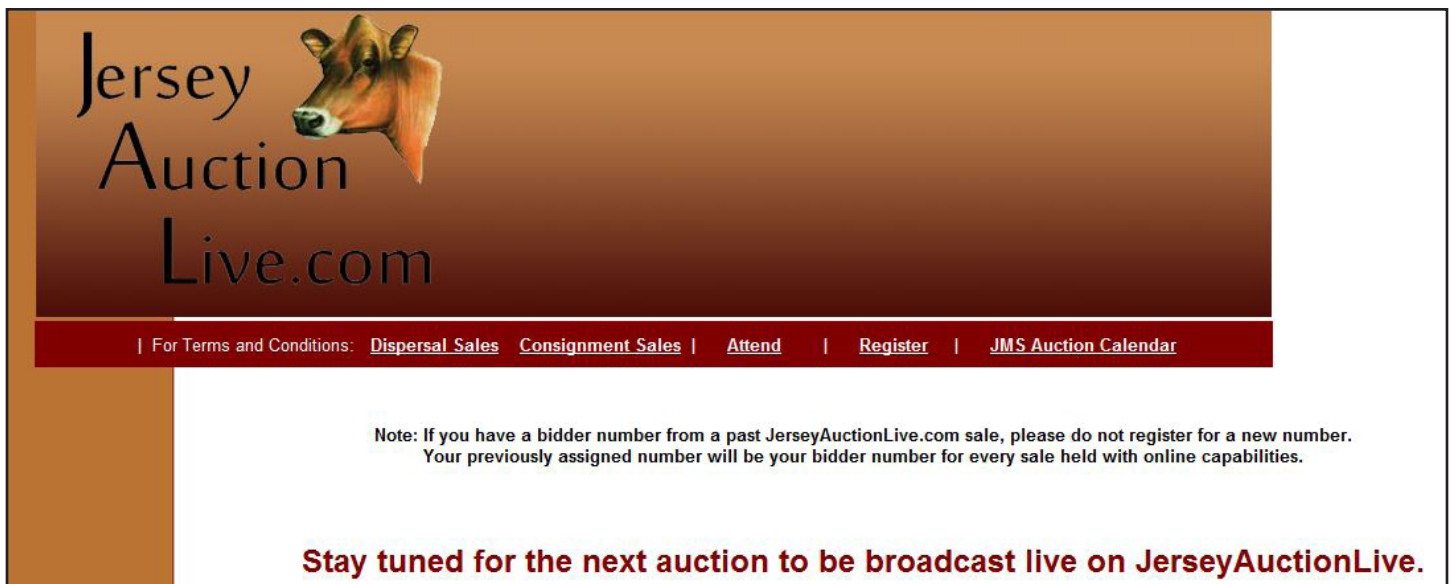 Jersey
Auction
Live.com
| For Terms and Conditions: Dispersal Sales Consignment Sales | Attend | Register | JMS Auction Calendar
Note: If you have a bidder number from a past JerseyAuctionLive.com sale, please do not register for a new number.
Your previously assigned number will be your bidder number for every sale held with online capabilities.
Stay tuned for the next auction to be broadcast live on JerseyAuctionLive.